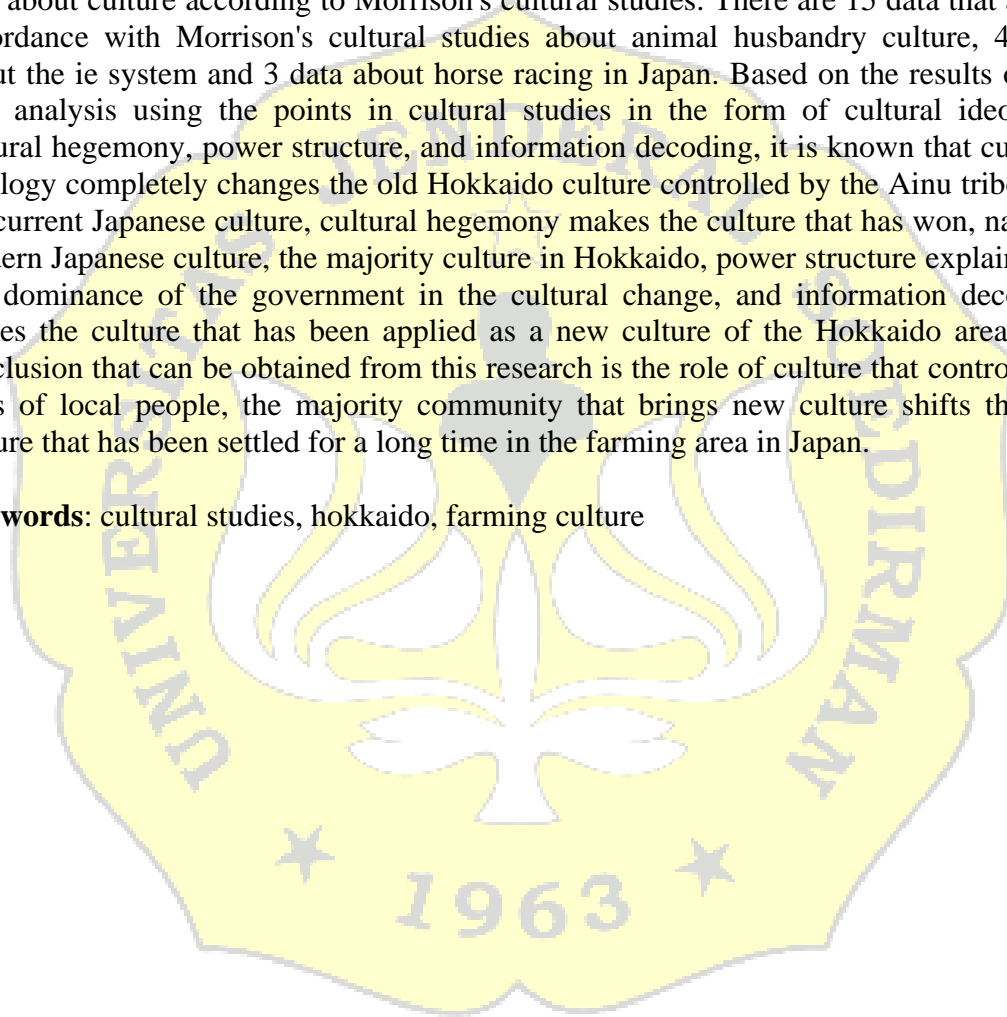 about culture according to Morrison's cultural studies. There are 15 data that
with Morrison's cultural studies about animal husbandry culture, 4
the ie system and 3 data about horse racing in Japan. Based on the results
analysis using the points in cultural studies in the form of cultural
hegemony, power structure, and information decoding, it is known that
completely changes the old Hokkaido culture controlled by the Ainu tribe
current Japanese culture, cultural hegemony makes the culture that has won,
Japanese culture, the majority culture in Hokkaido, power structure
dominance of the government in the cultural change, and information
the culture that has been applied as a new culture of the Hokkaido area
that can be obtained from this research is the role of culture that
of local people, the majority community that brings new culture shifts
that has been settled for a long time in the farming area in Japan.
words: cultural studies, hokkaido, farming culture
UNIVERSITAS JENDERAL SOEDIRMAN
1963